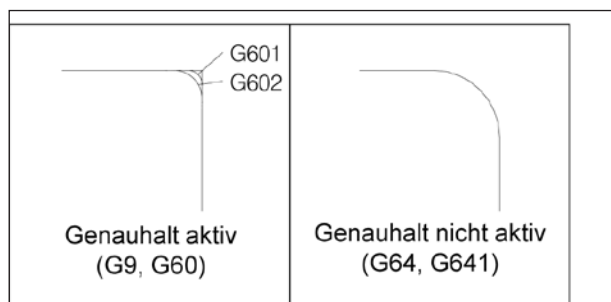 G601
G602
Genauhalt aktiv
(G9, G60)
Genauhalt nicht aktiv
(G64, G641)